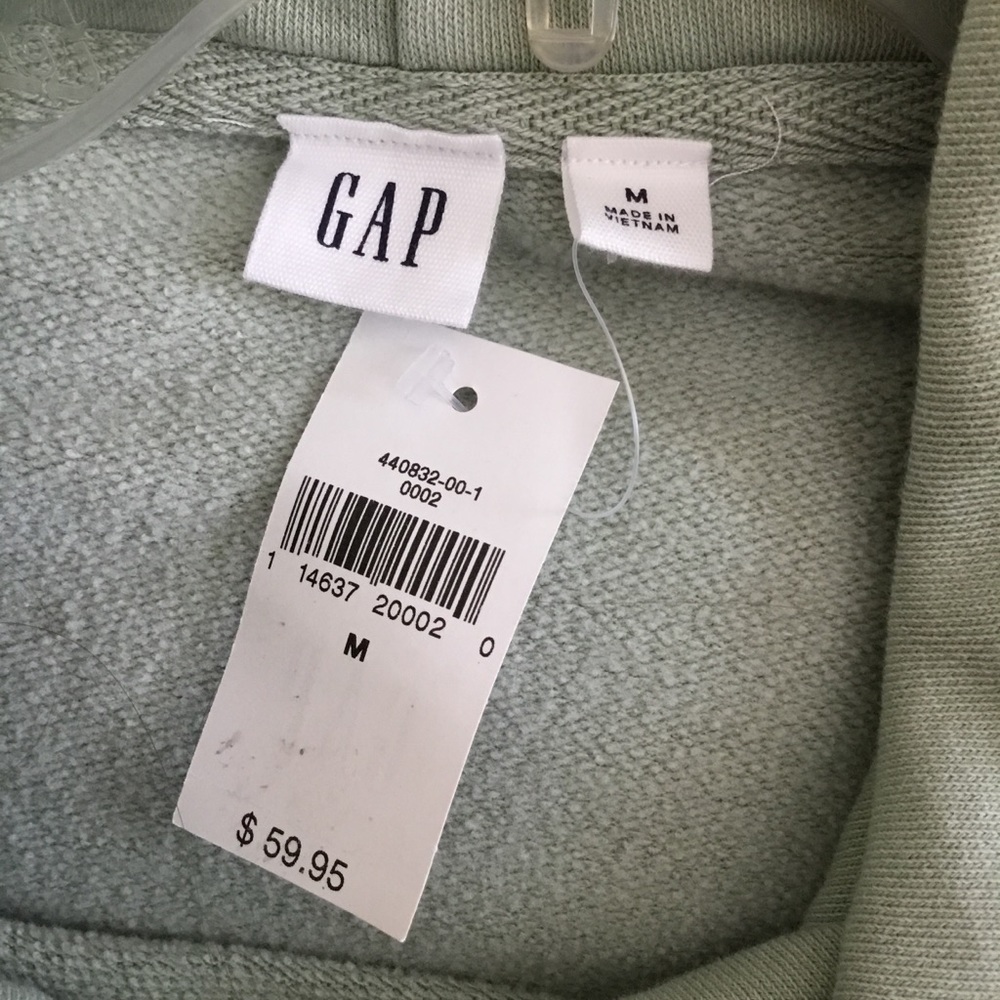 GAP
M
MADE IN
VIETNAM
440832-00-1
0002
1 14637 20002 0
M
$ 59.95